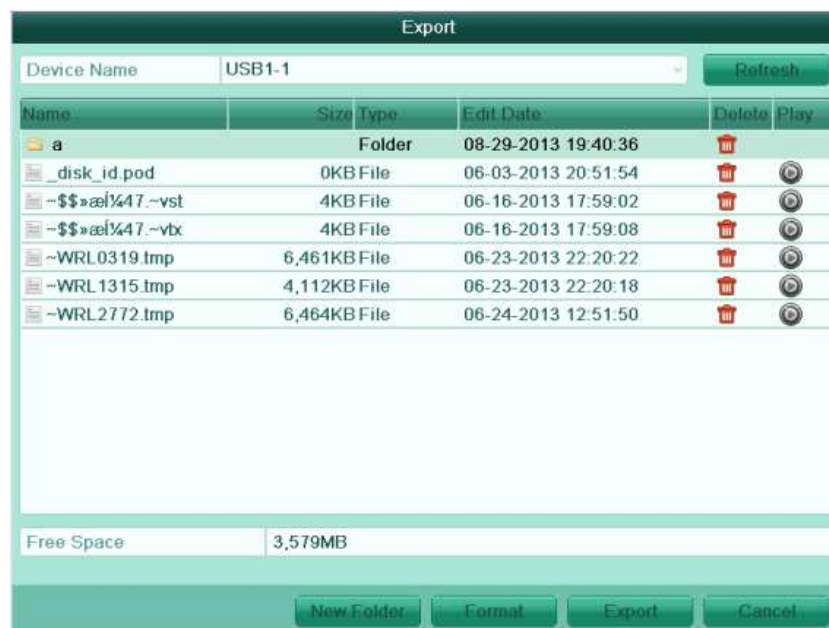 Export
Device Name USB1-1 Refresh
Name Size Type Edit Date Delete Play
a Folder 08-29-2013 19:40:36
_disk_id.pod 0KB File 06-03-2013 20:51:54
~$$»æÍ¼47.~vst 4KB File 06-16-2013 17:59:02
~$$»æÍ¼47.~vtx 4KB File 06-16-2013 17:59:08
~WRL0319.tmp 6,461KB File 06-23-2013 22:20:22
~WRL1315.tmp 4,112KB File 06-23-2013 22:20:18
~WRL2772.tmp 6,464KB File 06-24-2013 12:51:50
Free Space 3,579MB
New Folder Format Export Cancel